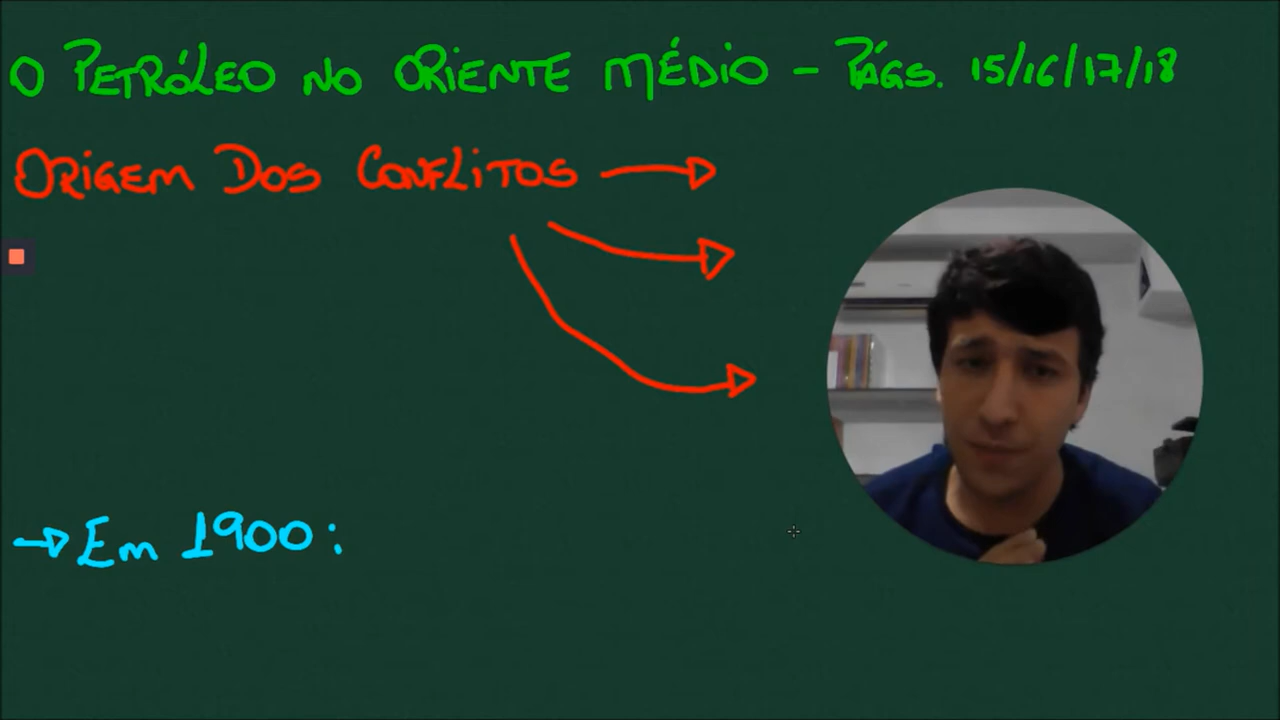 O PETRÓLEO NO ORIENTE MÉDIO - PÁGS. 15/16/17/18
ORIGEM DOS CONFLITOS
Em 1900: